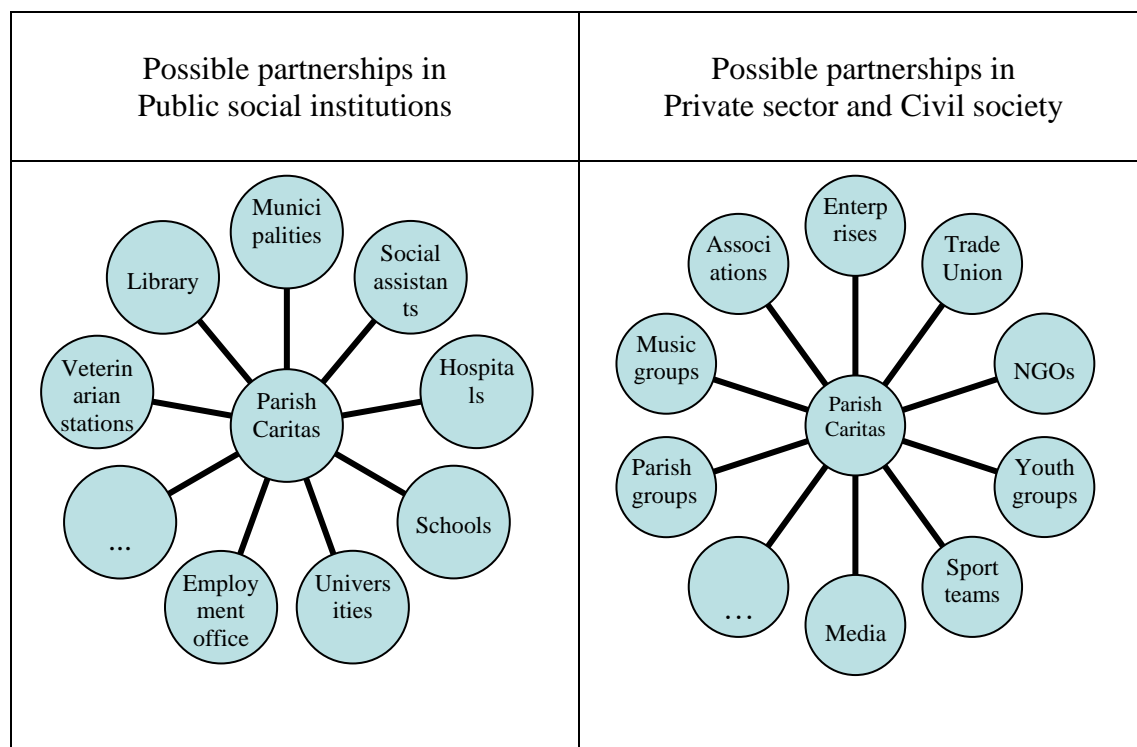 Possible partnerships in
Public social institutions
Possible partnerships in
Private sector and Civil society
Munici
palities
Social
assistan
ts
Hospita
ls
Schools
Univers
ities
Employ
ment
office
...
Veterin
arian
stations
Library
Parish
Caritas
Enterp
rises
Trade
Union
NGOs
Youth
groups
Sport
teams
Media
...
Parish
groups
Music
groups
Associ
ations
Parish
Caritas